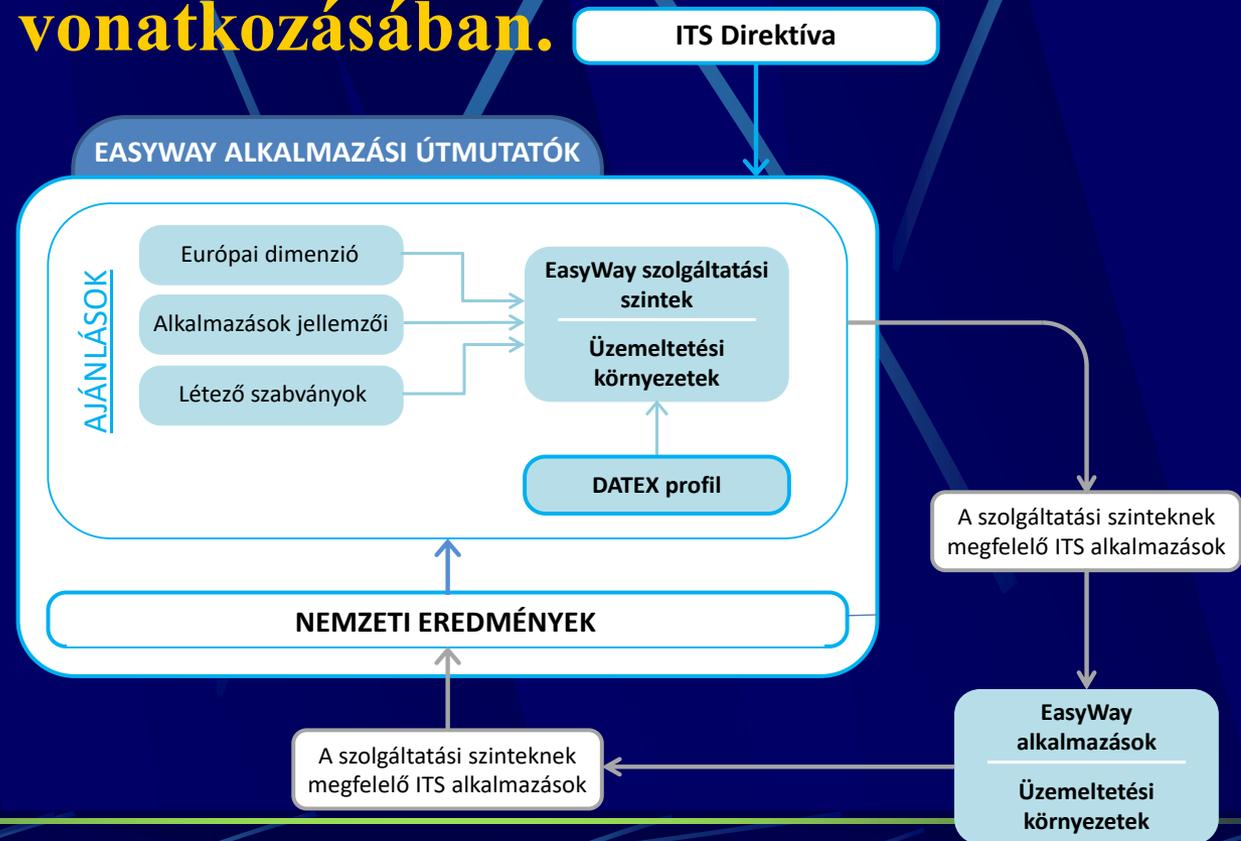 vonatkozásában.
ITS Direktíva
EASYWAY ALKALMAZÁSI ÚTMUTATÓK
AJÁNLÁSOK
Európai dimenzió
Alkalmazások jellemzői
Létező szabványok
EasyWay szolgáltatási
szintek
Üzemeltetési
környezetek
DATEX profil
A szolgáltatási szinteknek
megfelelő ITS alkalmazások
NEMZETI EREDMÉNYEK
A szolgáltatási szinteknek
megfelelő ITS alkalmazások
EasyWay
alkalmazások
Üzemeltetési
környezetek